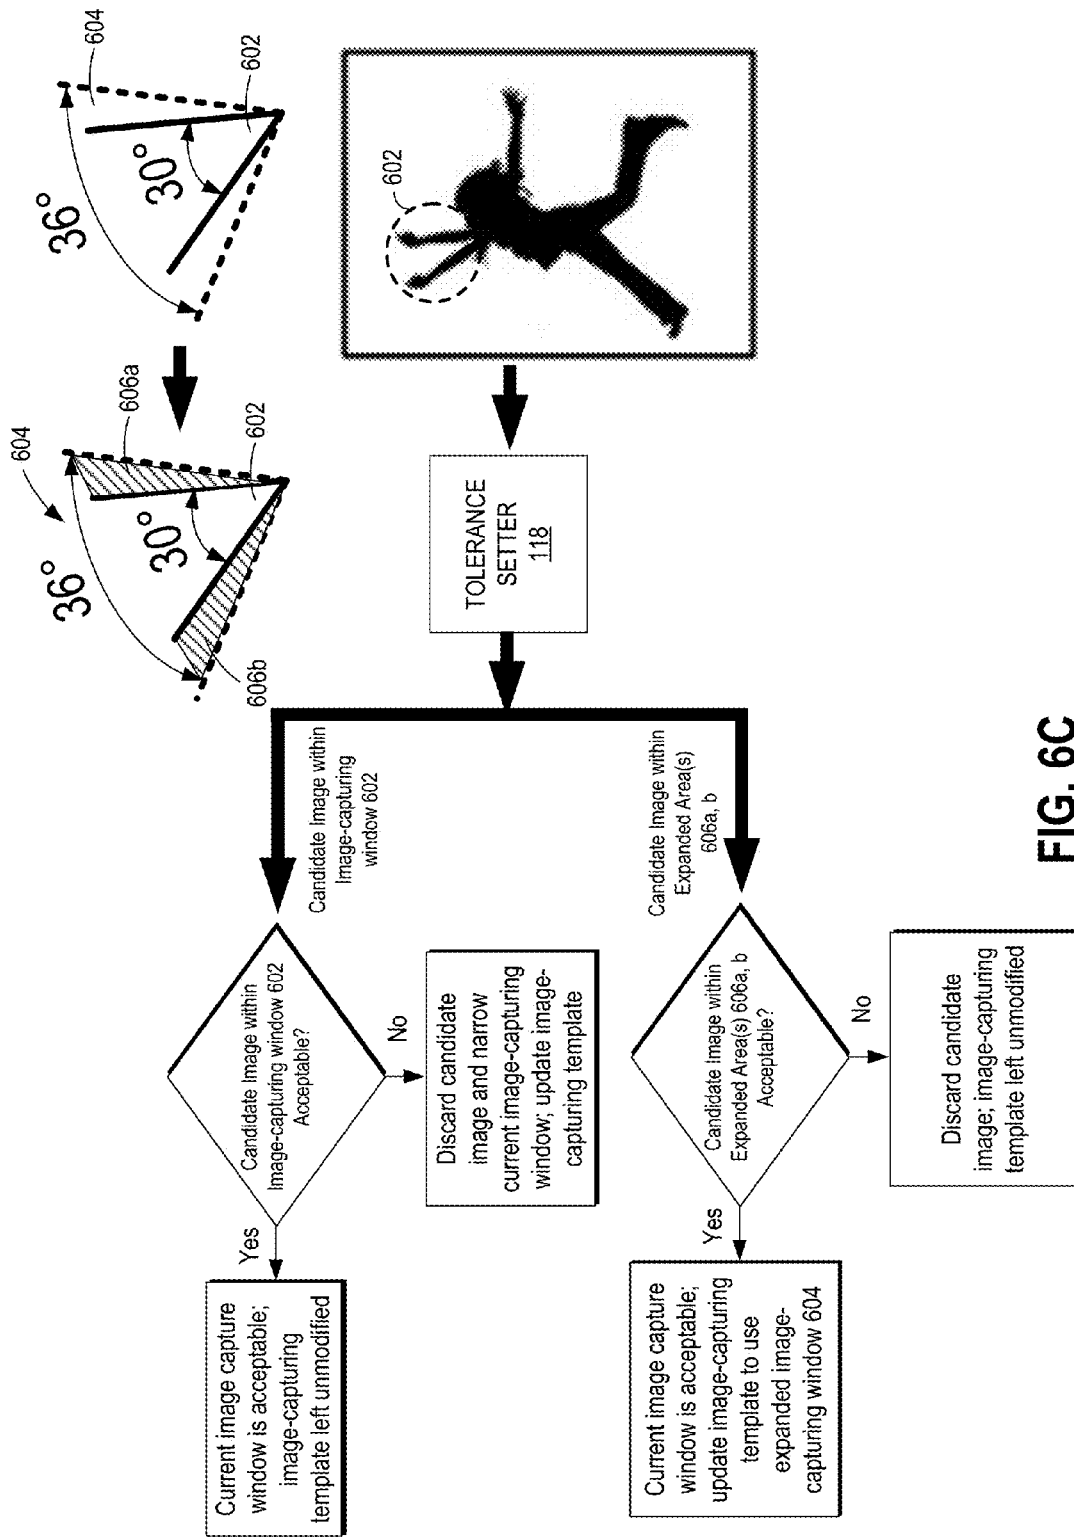 36°
30°
604
602
604
36°
30°
606a
602
606b
602
TOLERANCE
SETTER
118
Candidate Image within
Image-capturing
window 602
Candidate Image within
Expanded Area(s)
606a, b
Candidate Image within
Image-capturing window 602
Acceptable?
No
Discard candidate
image and narrow
current image-capturing
window; update image-
capturing template
Yes
Current image capture
window is acceptable;
image-capturing
template left unmodified
Candidate Image within
Expanded Area(s) 606a, b
Acceptable?
No
Discard candidate
image; image-capturing
template left unmodified
Yes
Current image capture
window is acceptable;
update image-capturing
template to use
expanded image-
capturing window 604
FIG. 6C